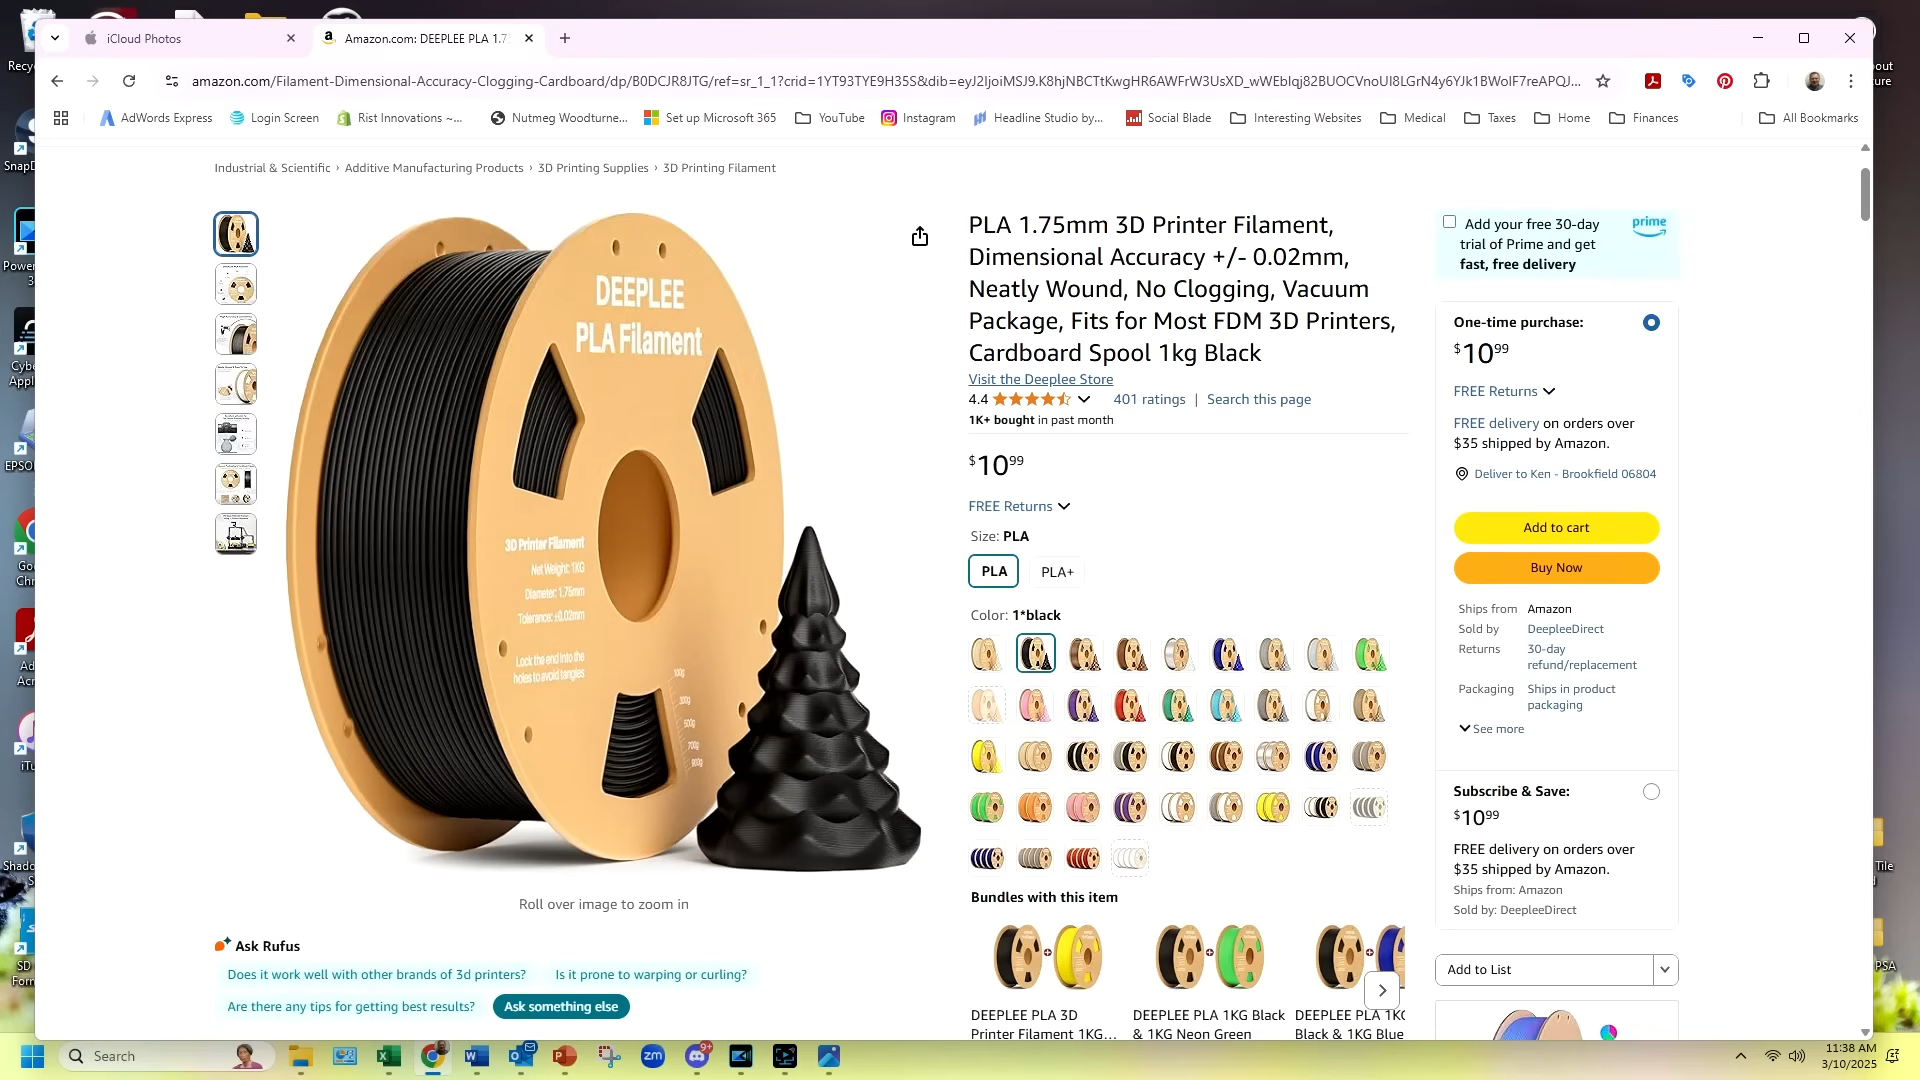 iCloud Photos
Amazon.com: DEEPLEE PLA 1.75
amazon.com/Filament-Dimensional-Accuracy-Clogging-Cardboard/dp/B0DCJR8JTG/ref=sr_1_1?crid=1YT93TYE9H35S&dib=
AdWords Express
Login Screen
Rist Innovations ~...
Nutmeg Woodturne...
Set up Microsoft 365
YouTube
Instagram
Headline Studio by...
Social Blade
Interesting Websites
Medical
Taxes
Home
Finances
All Bookmarks
Industrial & Scientific › Additive Manufacturing Products › 3D Printing Supplies › 3D Printing Filament
DEEPLEE
PLA Filament
3D Printer Filament
Net Weight: 1KG
Diameter: 1.75mm
Tolerance: ±0.02mm
Lock the end into the
holes to avoid tangles
100g
300g
500g
700g
900g
Roll over image to zoom in
Ask Rufus
Does it work well with other brands of 3d printers?
Is it prone to warping or curling?
Are there any tips for getting best results?
Ask something else
PLA 1.75mm 3D Printer Filament,
Dimensional Accuracy +/- 0.02mm,
Neatly Wound, No Clogging, Vacuum
Package, Fits for Most FDM 3D Printers,
Cardboard Spool 1kg Black
Visit the Deeplee Store
4.4 401 ratings | Search this page
1K+ bought in past month
$10 99
FREE Returns
Size: PLA
PLA
PLA+
Color: 1*black
Bundles with this item
DEEPLEE PLA 3D
Printer Filament 1KG...
DEEPLEE PLA 1KG Black
& 1KG Neon Green
DEEPLEE PLA 1KG
Black & 1KG Blue
Add your free 30-day
trial of Prime and get
fast, free delivery
prime
One-time purchase:
$10 99
FREE Returns
FREE delivery on orders over
$35 shipped by Amazon.
Deliver to Ken - Brookfield 06804
Add to cart
Buy Now
Ships from Amazon
Sold by DeepleeDirect
Returns 30-day
refund/replacement
Packaging Ships in product
packaging
See more
Subscribe & Save:
$10 99
FREE delivery on orders over
$35 shipped by Amazon.
Ships from: Amazon
Sold by: DeepleeDirect
Add to List
Search
9+
11:38 AM
3/10/2025